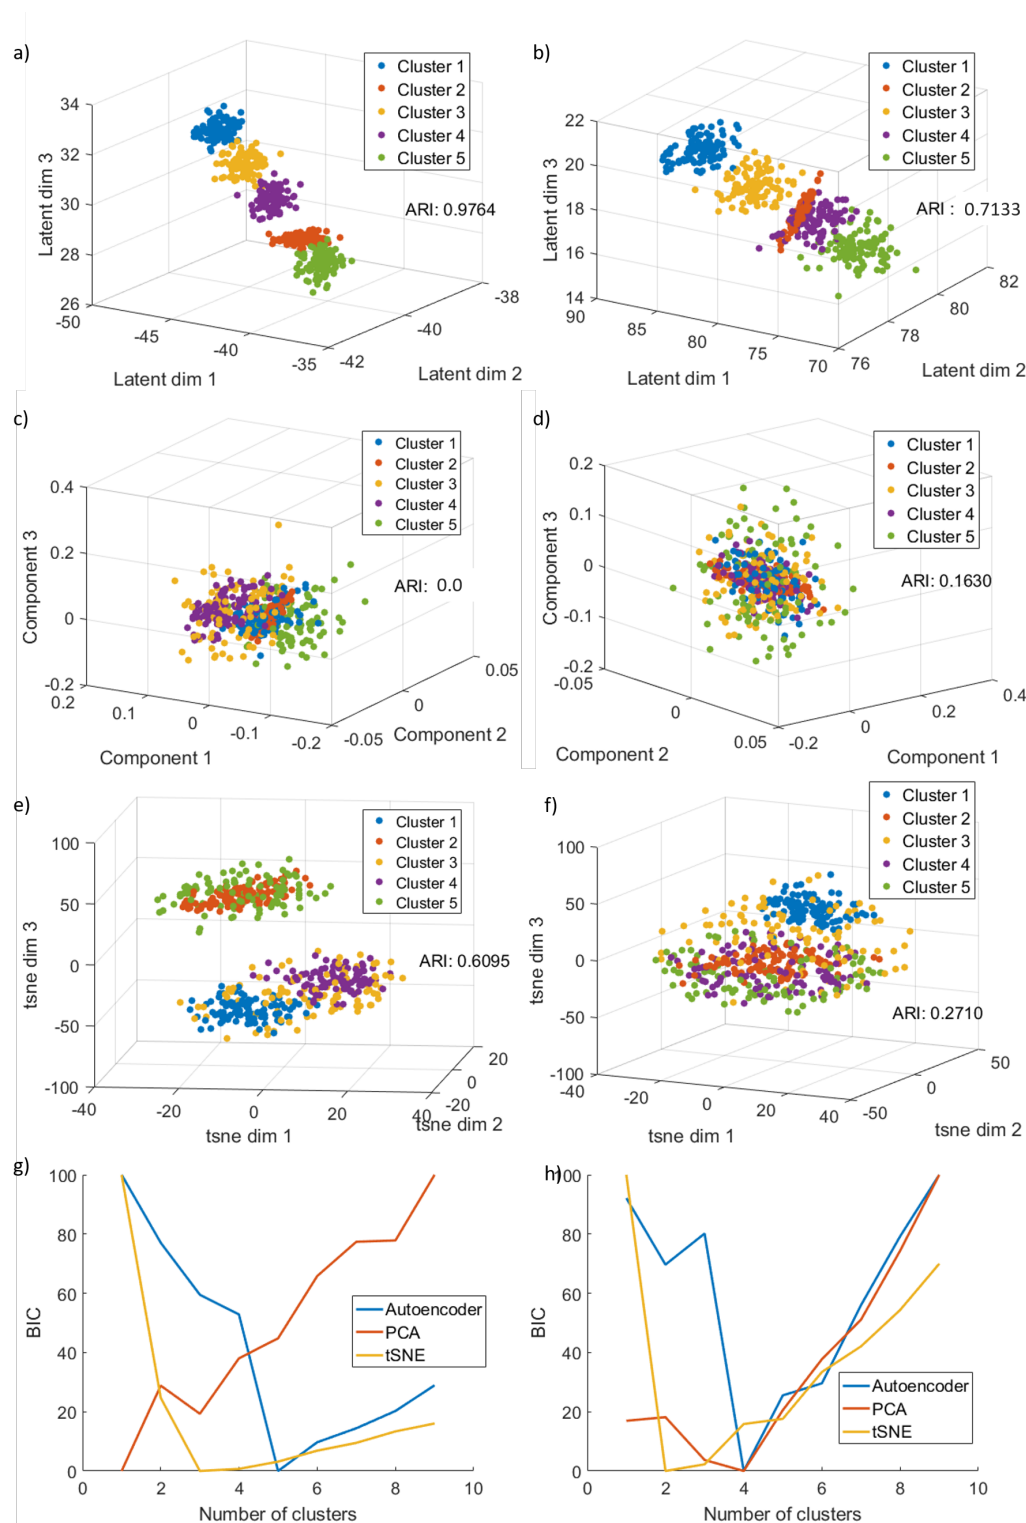 a)
Cluster 1
Cluster 2
Cluster 3
Cluster 4
Cluster 5
ARI: 0.9764
34
32
30
28
26
Latent dim 3
-50
-45
-40
-35
Latent dim 1
-42
-40
-38
Latent dim 2
b)
Cluster 1
Cluster 2
Cluster 3
Cluster 4
Cluster 5
ARI : 0.7133
22
20
18
16
14
Latent dim 3
90
85
80
75
70
Latent dim 1
76
78
80
82
Latent dim 2
c)
Cluster 1
Cluster 2
Cluster 3
Cluster 4
Cluster 5
ARI: 0.0
0.4
0.2
0
-0.2
Component 3
0.2
0.1
0
-0.1
-0.2
Component 1
-0.05
0
0.05
Component 2
d)
Cluster 1
Cluster 2
Cluster 3
Cluster 4
Cluster 5
ARI: 0.1630
0.2
0.1
0
-0.1
-0.2
Component 3
-0.05
0
0.05
Component 2
-0.2
0
0.2
0.4
Component 1
e)
Cluster 1
Cluster 2
Cluster 3
Cluster 4
Cluster 5
ARI: 0.6095
100
50
0
-50
-100
tsne dim 3
-40
-20
0
20
40
tsne dim 1
-20
0
20
tsne dim 2
f)
Cluster 1
Cluster 2
Cluster 3
Cluster 4
Cluster 5
ARI: 0.2710
100
50
0
-50
-100
tsne dim 3
-40
-20
0
20
40
tsne dim 1
-50
0
50
tsne dim 2
g)
100
80
60
40
20
0
BIC
Autoencoder
PCA
tSNE
0
2
4
6
8
10
Number of clusters
h)
100
80
60
40
20
0
BIC
Autoencoder
PCA
tSNE
0
2
4
6
8
10
Number of clusters